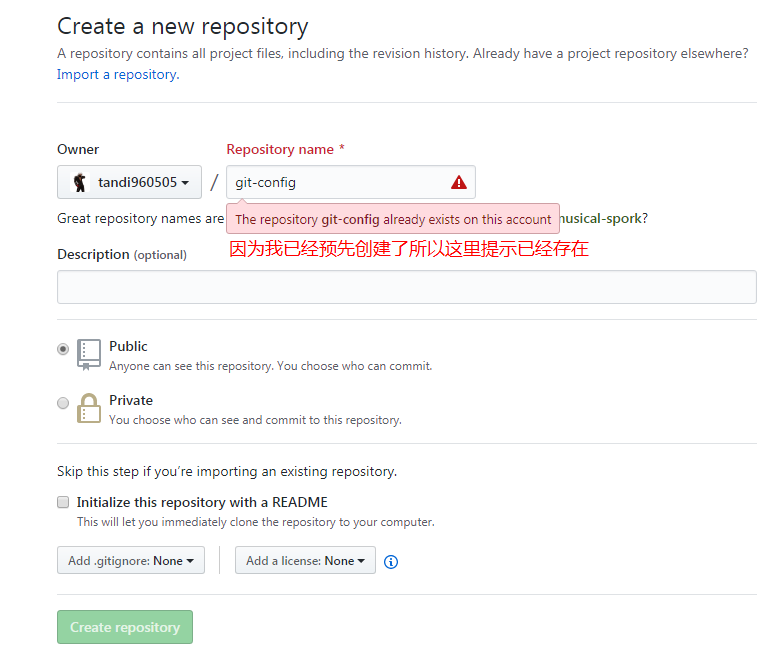 Create a new repository
A repository contains all project files, including the revision history. Already have a project repository elsewhere?
Import a repository.
Owner
Repository name *
tandi960505
/
git-config
Great repository names are
The repository git-config already exists on this account
usical-spork?
因为我已经预先创建了所以这里提示已经存在
Description (optional)
Public
Anyone can see this repository. You choose who can commit.
Private
You choose who can see and commit to this repository.
Skip this step if you’re importing an existing repository.
Initialize this repository with a README
This will let you immediately clone the repository to your computer.
Add .gitignore: None
Add a license: None
Create repository